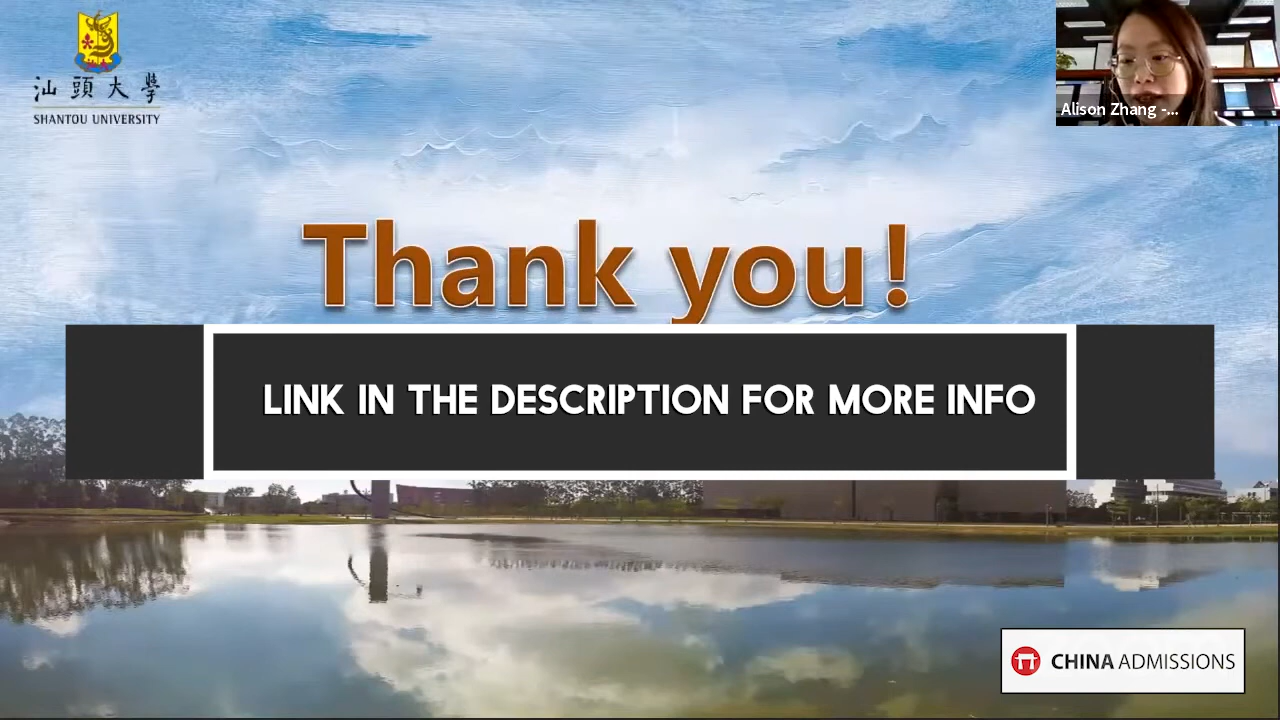 汕頭大學
SHANTOU UNIVERSITY
Alison Zhang -...
Thank you!
LINK IN THE DESCRIPTION FOR MORE INFO
CHINA ADMISSIONS